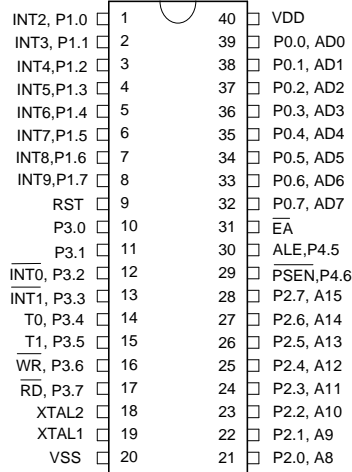 INT2, P1.0 1 40 VDD
INT3, P1.1 2 39 P0.0, AD0
INT4,P1.2 3 38 P0.1, AD1
INT5,P1.3 4 37 P0.2, AD2
INT6,P1.4 5 36 P0.3, AD3
INT7,P1.5 6 35 P0.4, AD4
INT8,P1.6 7 34 P0.5, AD5
INT9,P1.7 8 33 P0.6, AD6
RST 9 32 P0.7, AD7
P3.0 10 31 EA
P3.1 11 30 ALE,P4.5
INT0, P3.2 12 29 PSEN,P4.6
INT1, P3.3 13 28 P2.7, A15
T0, P3.4 14 27 P2.6, A14
T1, P3.5 15 26 P2.5, A13
WR, P3.6 16 25 P2.4, A12
RD, P3.7 17 24 P2.3, A11
XTAL2 18 23 P2.2, A10
XTAL1 19 22 P2.1, A9
VSS 20 21 P2.0, A8